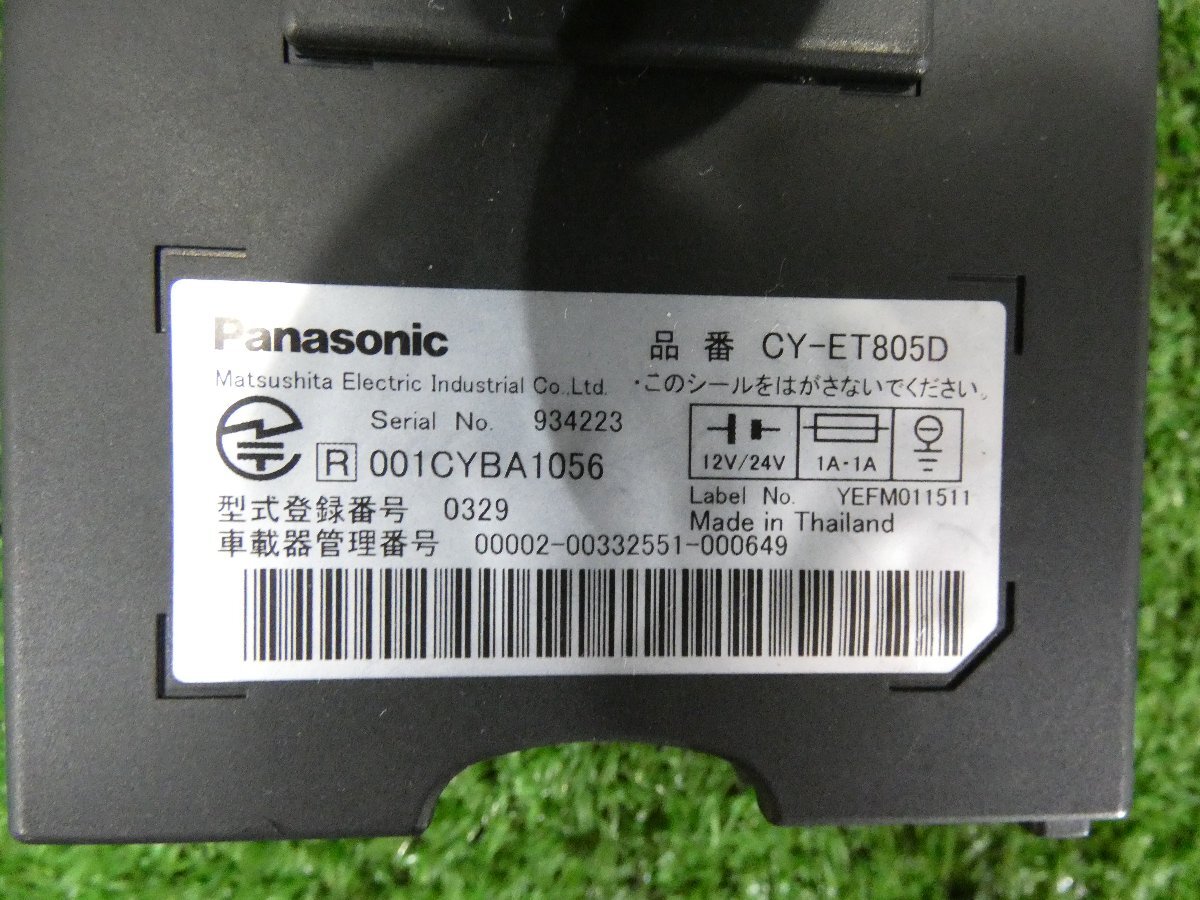 Panasonic 品番 CY-ET805D
Matsushita Electric Industrial Co.,Ltd. ・このシールをはがさないでください。
Serial No. 934223
R 001CYBA1056
12V/24V 1A・1A
型式登録番号 0329
Label No. YEFM011511
Made in Thailand
車載器管理番号 00002-00332551-000649